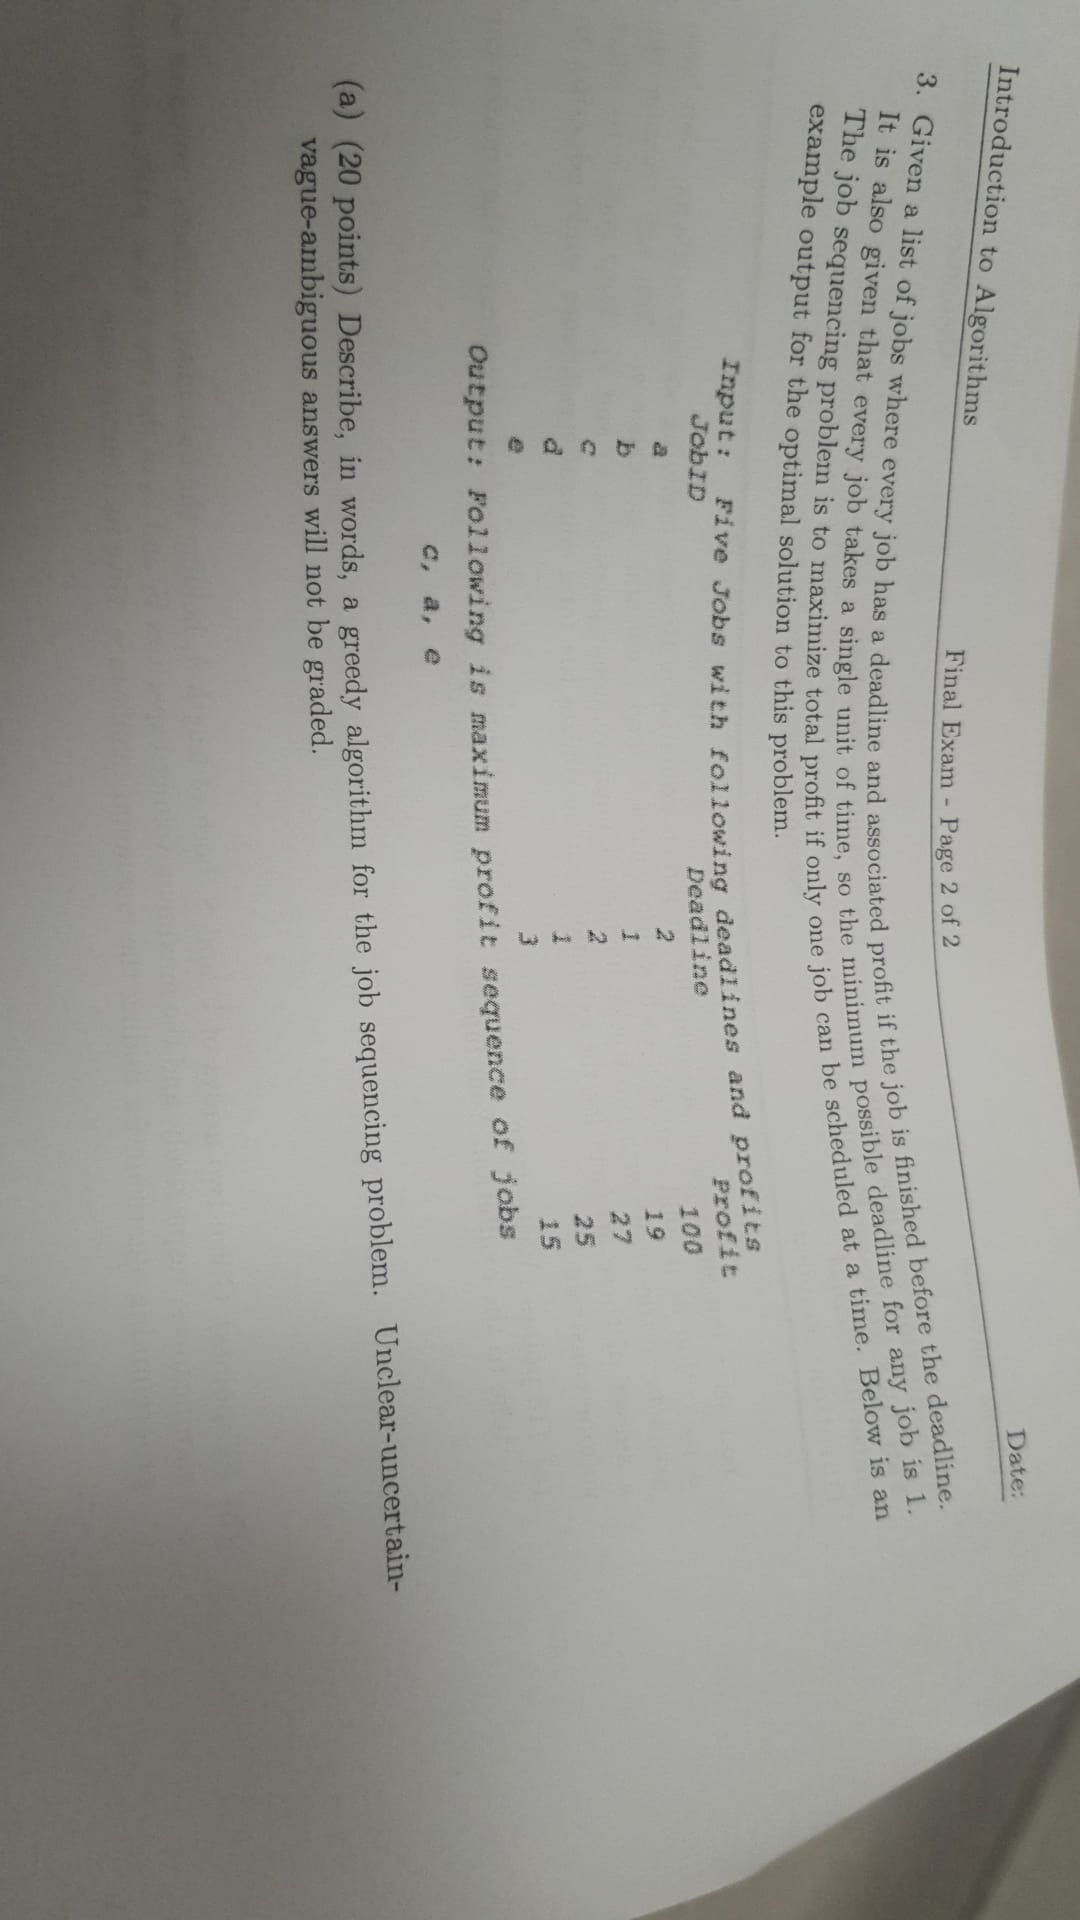 Introduction to Algorithms
Final Exam - Page 2 of 2
Date:
3. Given a list of jobs where every job has a deadline and associated profit if the job is finished before the deadline.
It is also given that every job takes a single unit of time, so the minimum possible deadline for any job is 1.
The job sequencing problem is to maximize total profit if only one job can be scheduled at a time. Below is an
example output for the optimal solution to this problem.
Input: Five Jobs with following deadlines and profits
JobID Deadline Profit
a 2 100
b 1 19
c 2 27
d 1 25
e 3 15
Output: Following is maximum profit sequence of jobs
c, a, e
(a) (20 points) Describe, in words, a greedy algorithm for the job sequencing problem. Unclear-uncertain-
vague-ambiguous answers will not be graded.